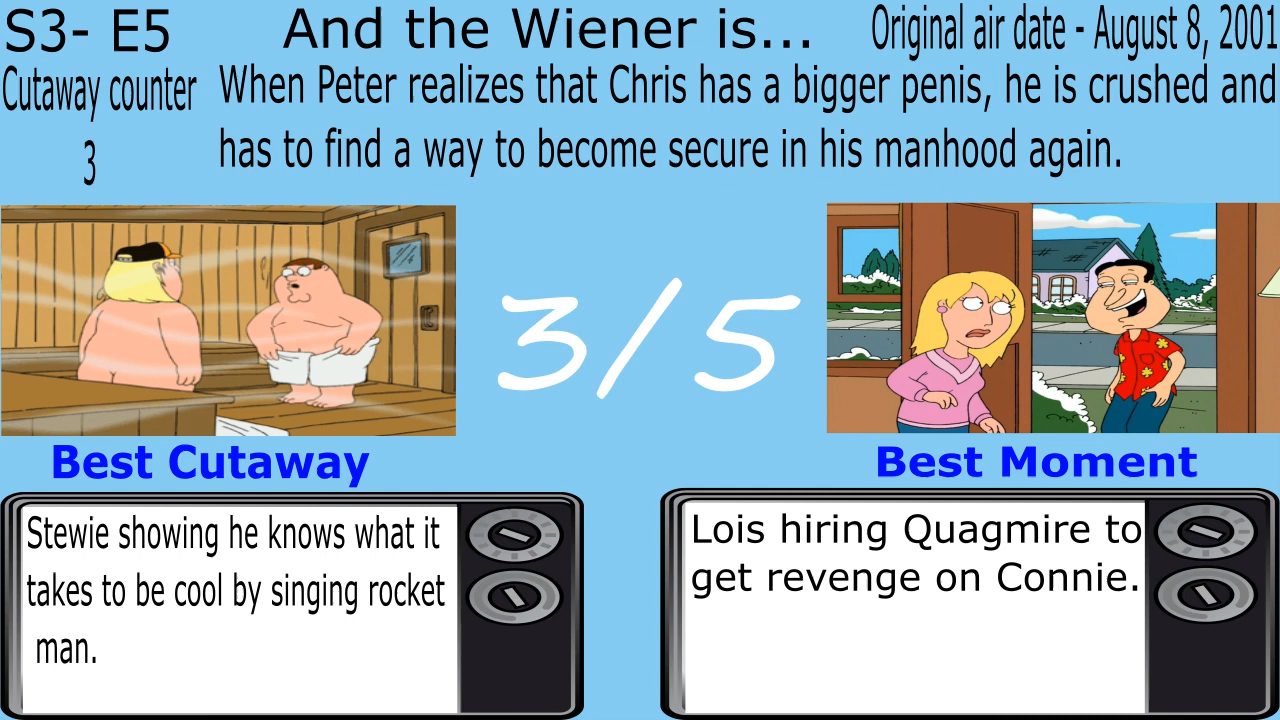 S3- E5
And the Wiener is...
Original air date - August 8, 2001
Cutaway counter
3
When Peter realizes that Chris has a bigger penis, he is crushed and
has to find a way to become secure in his manhood again.
3/5
Best Cutaway
Best Moment
Stewie showing he knows what it
takes to be cool by singing rocket
man.
Lois hiring Quagmire to
get revenge on Connie.